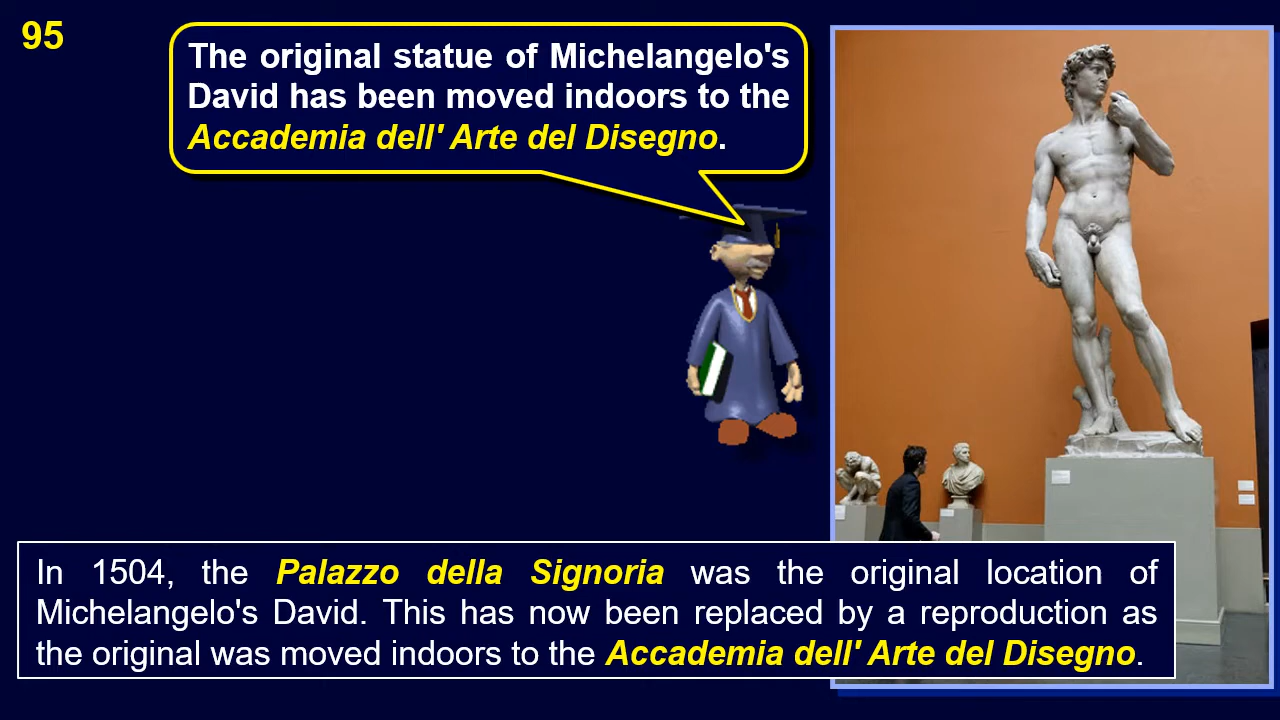 95
The original statue of Michelangelo's
David has been moved indoors to the
Accademia dell' Arte del Disegno.
In 1504, the Palazzo della Signoria was the original location of
Michelangelo's David. This has now been replaced by a reproduction as
the original was moved indoors to the Accademia dell' Arte del Disegno.